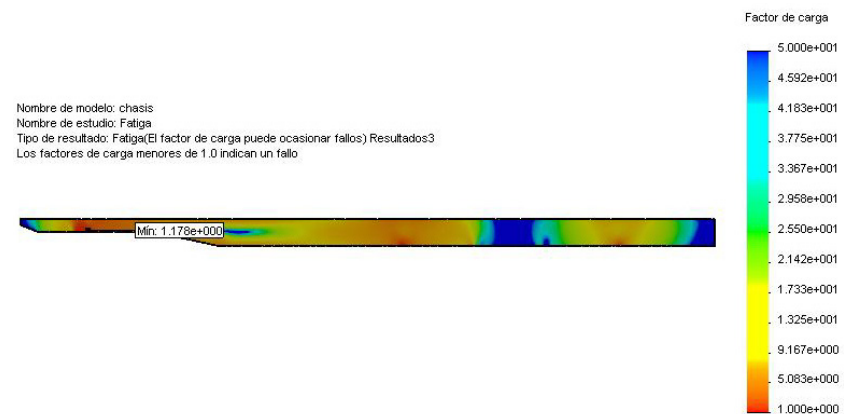 Factor de carga
Nombre de modelo: chasis
Nombre de estudio: Fatiga
Tipo de resultado: Fatiga(El factor de carga puede ocasionar fallos) Resultados3
Los factores de carga menores de 1.0 indican un fallo
Mín: 1.178e+000
5.000e+001
4.592e+001
4.183e+001
3.775e+001
3.367e+001
2.958e+001
2.550e+001
2.142e+001
1.733e+001
1.325e+001
9.167e+000
5.083e+000
1.000e+000